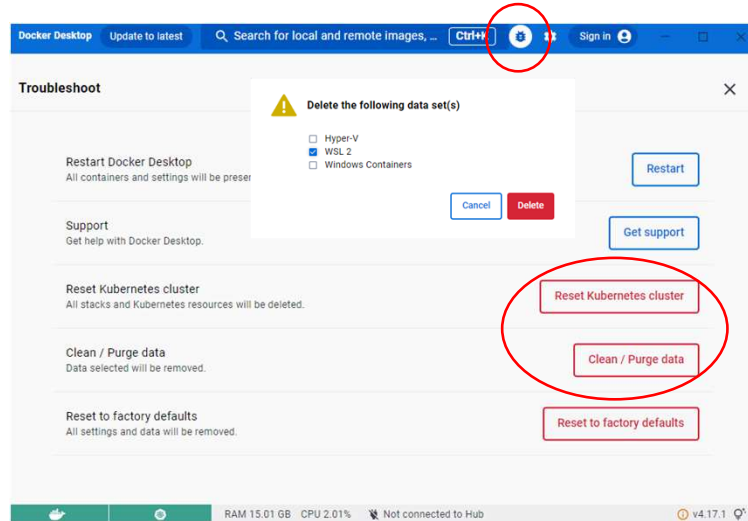 Docker Desktop Update to latest Search for local and remote images, ... Ctrl+K Sign in
Troubleshoot
Delete the following data set(s)
Hyper-V
WSL 2
Windows Containers
Cancel Delete
Restart Docker Desktop
All containers and settings will be preser
Restart
Support
Get help with Docker Desktop.
Get support
Reset Kubernetes cluster
All stacks and Kubernetes resources will be deleted.
Reset Kubernetes cluster
Clean / Purge data
Data selected will be removed.
Clean / Purge data
Reset to factory defaults
All settings and data will be removed.
Reset to factory defaults
RAM 15.01 GB CPU 2.01% Not connected to Hub v4.17.1